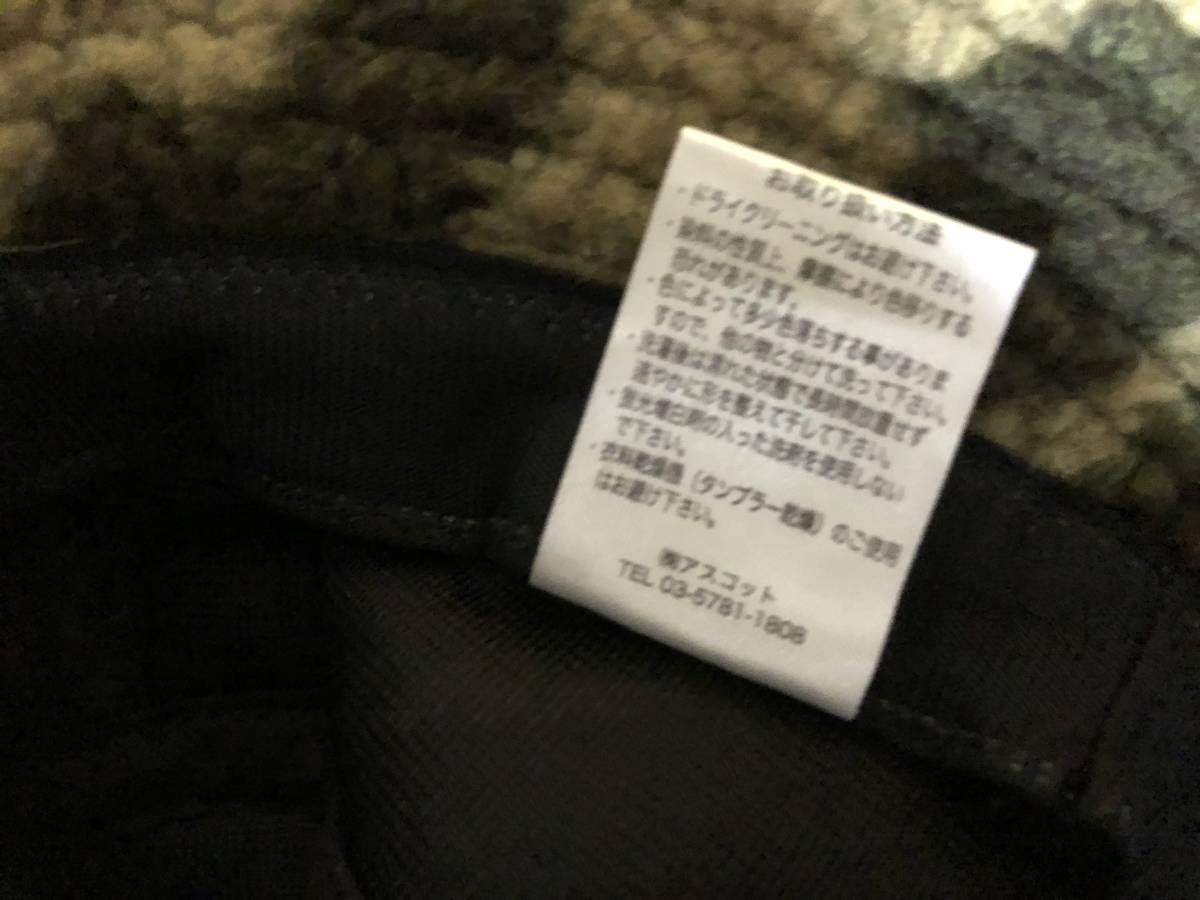 お取り扱い方法
・ドライクリーニングはお避け下さい。
・染料の性質上、摩擦により色移りする
恐れがあります。
・色によって多少色落ちする事がありま
すので、他の物と分けて洗って下さい。
・洗濯後は濡れた状態で長時間放置せず
速やかに形を整えて干して下さい。
・蛍光増白剤の入った洗剤を使用しない
で下さい。
・衣料乾燥機（タンブラー乾燥）のご使用
はお避け下さい。
㈱アスコット
TEL 03-5781-1808